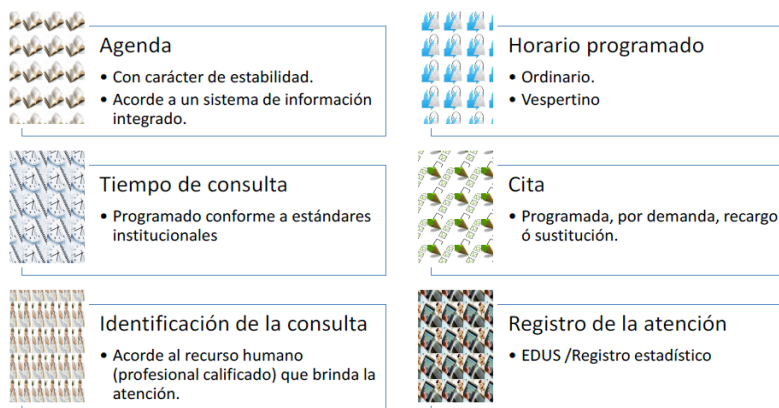 Agenda
• Con carácter de estabilidad.
• Acorde a un sistema de información
integrado.
Horario programado
• Ordinario.
• Vespertino
Tiempo de consulta
• Programado conforme a estándares
institucionales
Cita
• Programada, por demanda, recargo
ó sustitución.
Identificación de la consulta
• Acorde al recurso humano
(profesional calificado) que brinda la
atención.
Registro de la atención
• EDUS /Registro estadístico